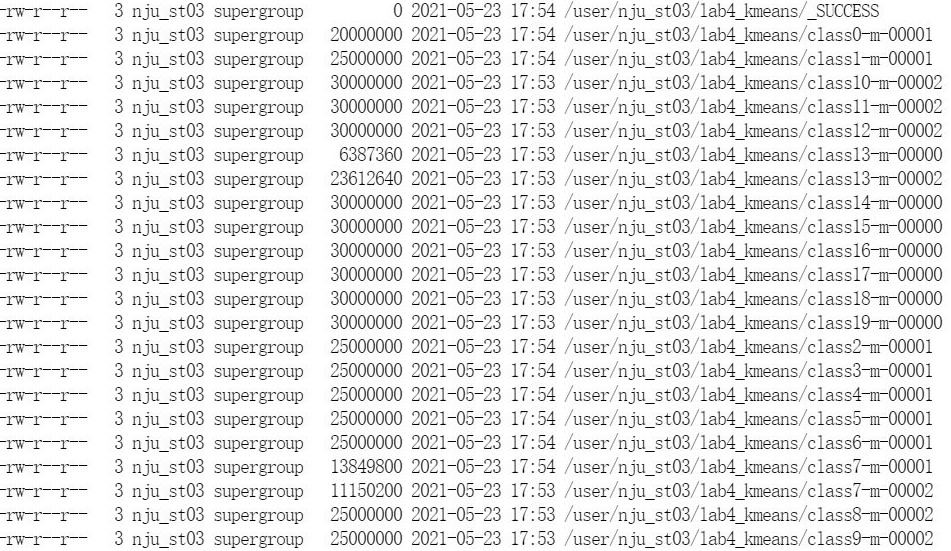 -rw-r--r-- 3 nju_st03 supergroup 0 2021-05-23 17:54 /user/nju_st03/lab4_kmeans/_SUCCESS
-rw-r--r-- 3 nju_st03 supergroup 20000000 2021-05-23 17:54 /user/nju_st03/lab4_kmeans/class0-m-00001
-rw-r--r-- 3 nju_st03 supergroup 25000000 2021-05-23 17:54 /user/nju_st03/lab4_kmeans/class1-m-00001
-rw-r--r-- 3 nju_st03 supergroup 30000000 2021-05-23 17:53 /user/nju_st03/lab4_kmeans/class10-m-00002
-rw-r--r-- 3 nju_st03 supergroup 30000000 2021-05-23 17:53 /user/nju_st03/lab4_kmeans/class11-m-00002
-rw-r--r-- 3 nju_st03 supergroup 30000000 2021-05-23 17:53 /user/nju_st03/lab4_kmeans/class12-m-00002
-rw-r--r-- 3 nju_st03 supergroup 6387360 2021-05-23 17:53 /user/nju_st03/lab4_kmeans/class13-m-00000
-rw-r--r-- 3 nju_st03 supergroup 23612640 2021-05-23 17:53 /user/nju_st03/lab4_kmeans/class13-m-00002
-rw-r--r-- 3 nju_st03 supergroup 30000000 2021-05-23 17:53 /user/nju_st03/lab4_kmeans/class14-m-00000
-rw-r--r-- 3 nju_st03 supergroup 30000000 2021-05-23 17:53 /user/nju_st03/lab4_kmeans/class15-m-00000
-rw-r--r-- 3 nju_st03 supergroup 30000000 2021-05-23 17:53 /user/nju_st03/lab4_kmeans/class16-m-00000
-rw-r--r-- 3 nju_st03 supergroup 30000000 2021-05-23 17:53 /user/nju_st03/lab4_kmeans/class17-m-00000
-rw-r--r-- 3 nju_st03 supergroup 30000000 2021-05-23 17:53 /user/nju_st03/lab4_kmeans/class18-m-00000
-rw-r--r-- 3 nju_st03 supergroup 30000000 2021-05-23 17:53 /user/nju_st03/lab4_kmeans/class19-m-00000
-rw-r--r-- 3 nju_st03 supergroup 25000000 2021-05-23 17:54 /user/nju_st03/lab4_kmeans/class2-m-00001
-rw-r--r-- 3 nju_st03 supergroup 25000000 2021-05-23 17:54 /user/nju_st03/lab4_kmeans/class3-m-00001
-rw-r--r-- 3 nju_st03 supergroup 25000000 2021-05-23 17:54 /user/nju_st03/lab4_kmeans/class4-m-00001
-rw-r--r-- 3 nju_st03 supergroup 25000000 2021-05-23 17:54 /user/nju_st03/lab4_kmeans/class5-m-00001
-rw-r--r-- 3 nju_st03 supergroup 25000000 2021-05-23 17:54 /user/nju_st03/lab4_kmeans/class6-m-00001
-rw-r--r-- 3 nju_st03 supergroup 13849800 2021-05-23 17:54 /user/nju_st03/lab4_kmeans/class7-m-00001
-rw-r--r-- 3 nju_st03 supergroup 11150200 2021-05-23 17:53 /user/nju_st03/lab4_kmeans/class7-m-00002
-rw-r--r-- 3 nju_st03 supergroup 25000000 2021-05-23 17:53 /user/nju_st03/lab4_kmeans/class8-m-00002
-rw-r--r-- 3 nju_st03 supergroup 25000000 2021-05-23 17:53 /user/nju_st03/lab4_kmeans/class9-m-00002